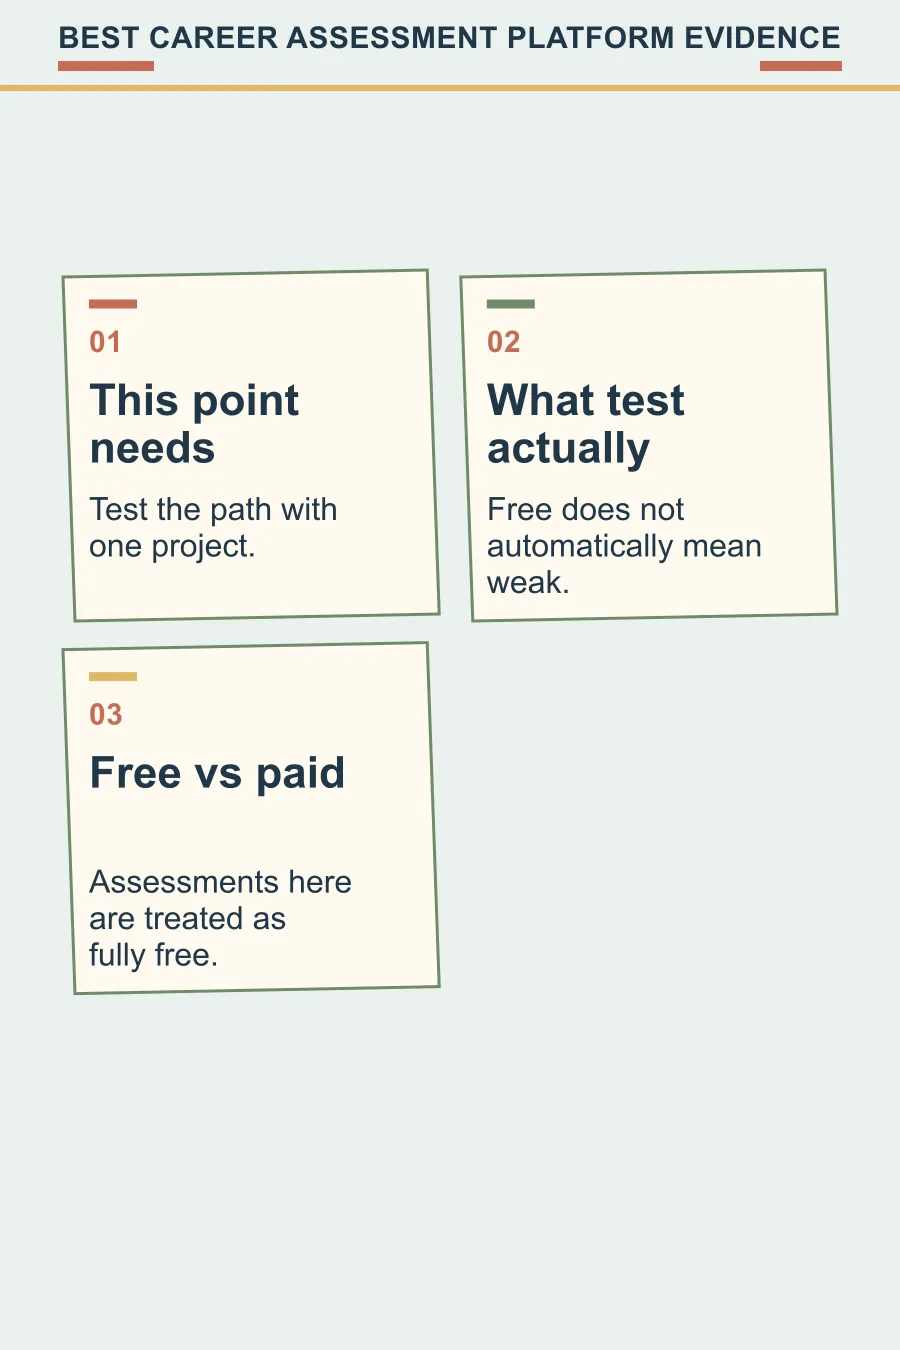 BEST CAREER ASSESSMENT PLATFORM EVIDENCE
01
This point
needs
Test the path with
one project.
02
What test
actually
Free does not
automatically mean
weak.
03
Free vs paid
Assessments here
are treated as
fully free.